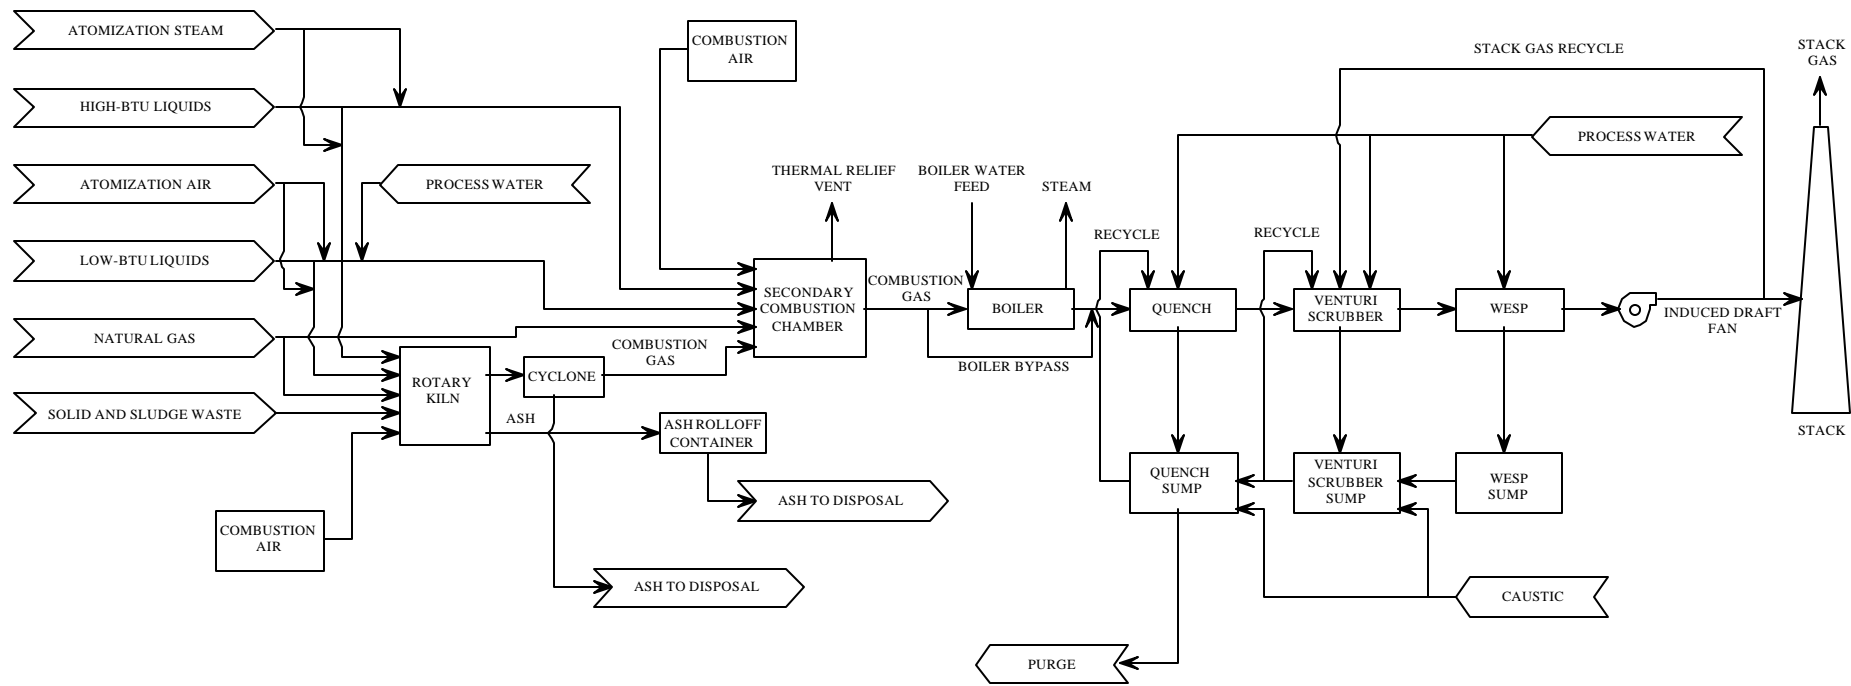 ATOMIZATION STEAM
HIGH-BTU LIQUIDS
ATOMIZATION AIR
PROCESS WATER
LOW-BTU LIQUIDS
NATURAL GAS
SOLID AND SLUDGE WASTE
COMBUSTION
AIR
ROTARY
KILN
CYCLONE
COMBUSTION
GAS
ASH
ASH ROLLOFF
CONTAINER
ASH TO DISPOSAL
ASH TO DISPOSAL
COMBUSTION
AIR
THERMAL RELIEF
VENT
SECONDARY
COMBUSTION
CHAMBER
COMBUSTION
GAS
BOILER WATER
FEED
STEAM
BOILER
BOILER BYPASS
RECYCLE
QUENCH
RECYCLE
VENTURI
SCRUBBER
WESP
STACK GAS RECYCLE
PROCESS WATER
STACK
GAS
INDUCED DRAFT
FAN
STACK
QUENCH
SUMP
VENTURI
SCRUBBER
SUMP
WESP
SUMP
CAUSTIC
PURGE